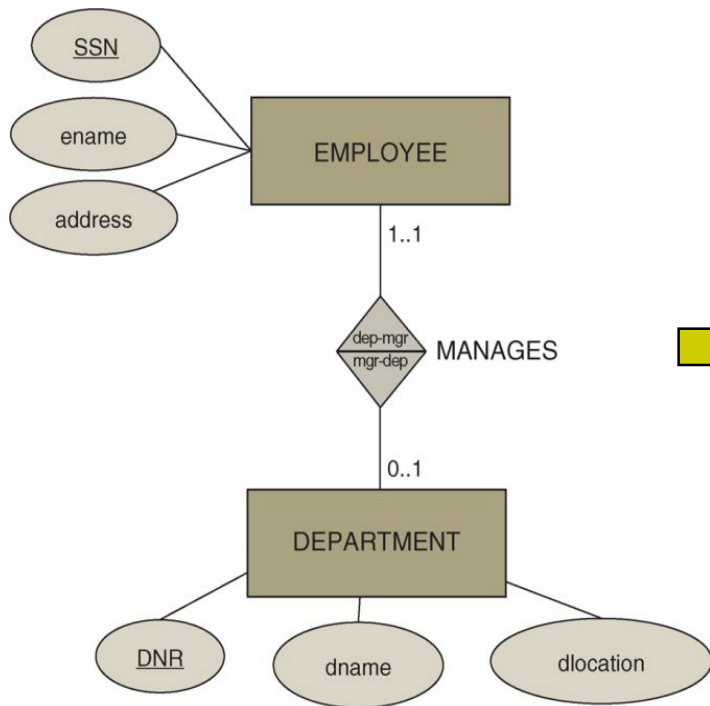 SSN
ename
address
EMPLOYEE
1..1
dep-mgr
mgr-dep
MANAGES
0..1
DEPARTMENT
DNR
dname
dlocation